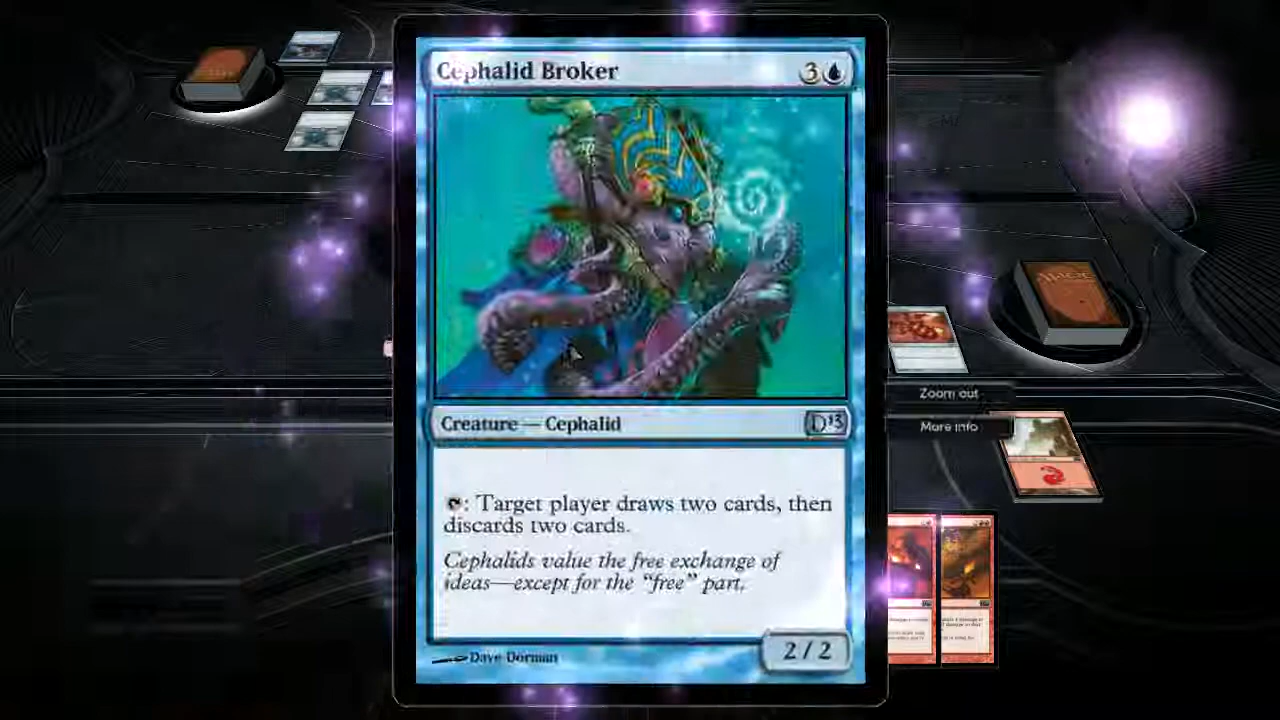 Cephalid Broker 3
Creature — Cephalid
D13
: Target player draws two cards, then
discards two cards.
Cephalids value the free exchange of
ideas—except for the "free" part.
2/2
Dave Dorman
Zoom out
More info